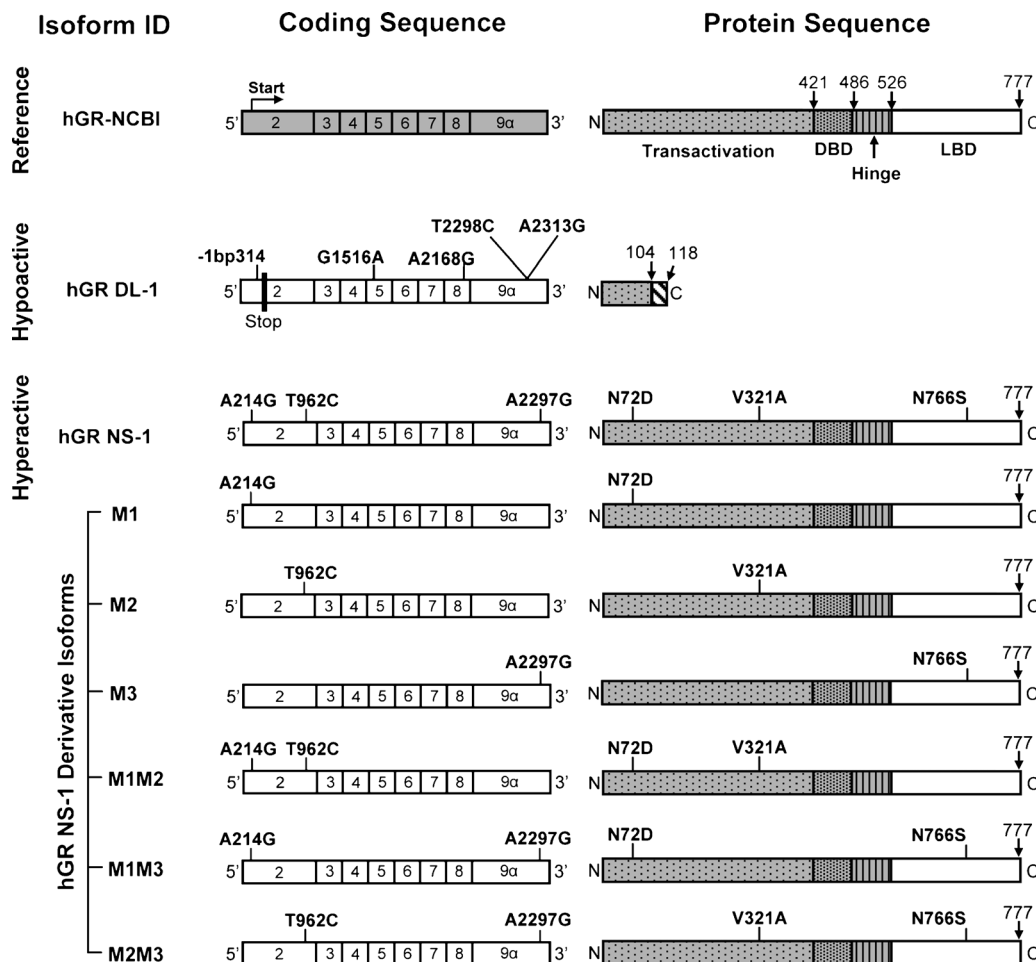 Isoform ID Coding Sequence Protein Sequence
Reference
hGR-NCBI
Start
5’ 2 3 4 5 6 7 8 9α 3’
421 486 526 777
N C
Transactivation DBD LBD
Hinge
Hypoactive
hGR DL-1
T2298C A2313G
-1bp314 G1516A A2168G
5’ 2 3 4 5 6 7 8 9α 3’
Stop
104 118
N C
Hyperactive
hGR NS-1
A214G T962C A2297G
5’ 2 3 4 5 6 7 8 9α 3’
N72D V321A N766S 777
N C
hGR NS-1 Derivative Isoforms
M1
A214G
5’ 2 3 4 5 6 7 8 9α 3’
N72D 777
N C
M2
T962C
5’ 2 3 4 5 6 7 8 9α 3’
V321A 777
N C
M3
A2297G
5’ 2 3 4 5 6 7 8 9α 3’
N766S 777
N C
M1M2
A214G T962C
5’ 2 3 4 5 6 7 8 9α 3’
N72D V321A 777
N C
M1M3
A214G A2297G
5’ 2 3 4 5 6 7 8 9α 3’
N72D N766S 777
N C
M2M3
T962C A2297G
5’ 2 3 4 5 6 7 8 9α 3’
V321A N766S 777
N C